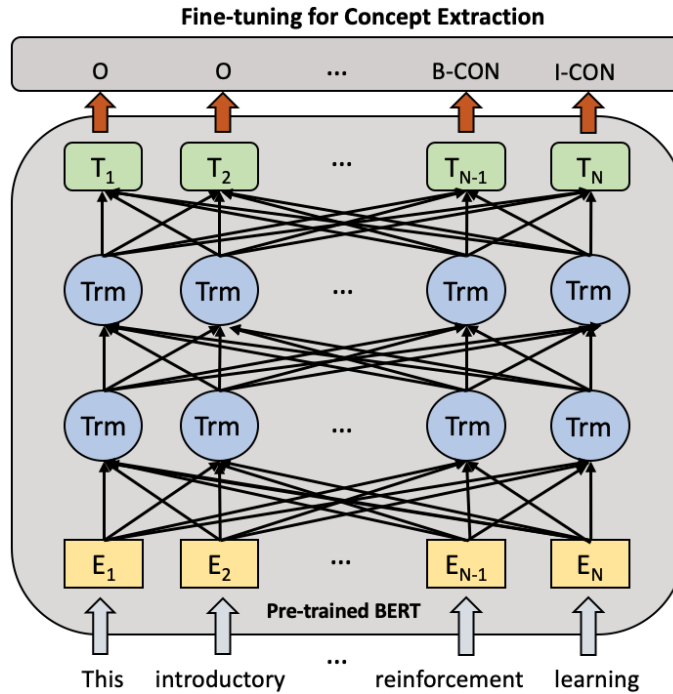 Fine-tuning for Concept Extraction
O O ... B-CON I-CON
T1 T2 ... TN-1 TN
Trm Trm ... Trm Trm
Trm Trm ... Trm Trm
E1 E2 ... EN-1 EN
Pre-trained BERT
This introductory ... reinforcement learning